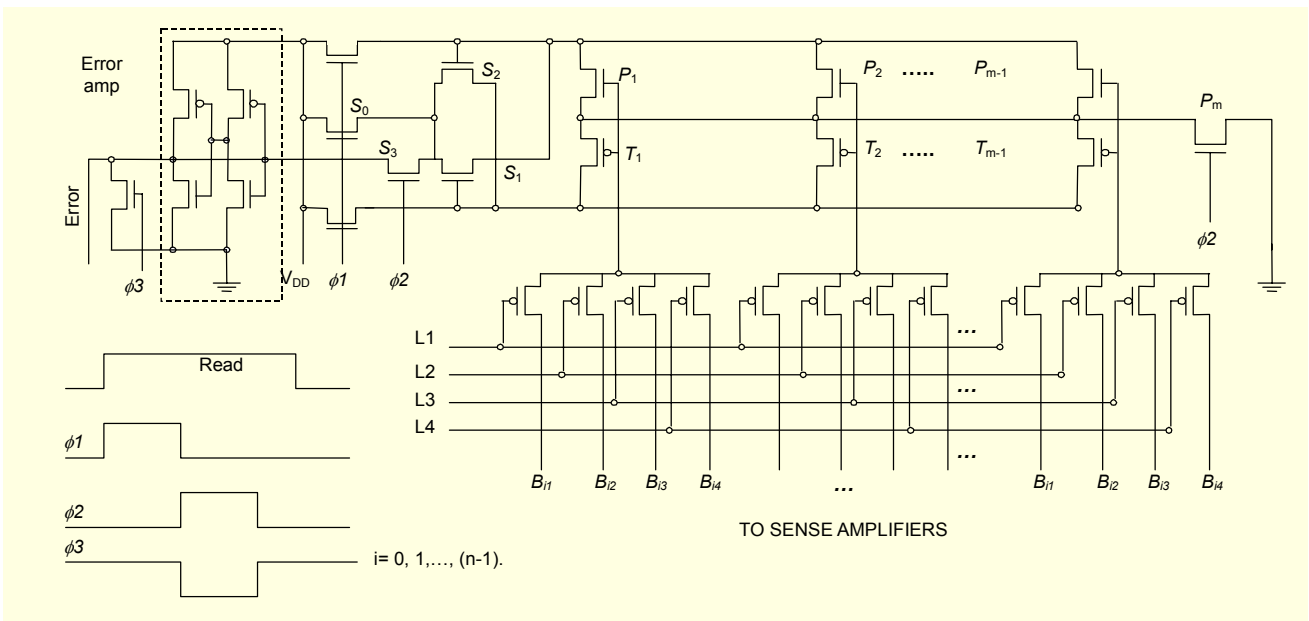 Error
amp
S0
S2
S3
S1
P1
P2 ..... Pm-1
Pm
T1
T2 ..... Tm-1
Error
ϕ3
VDD
ϕ1
ϕ2
ϕ2
L1
L2
L3
L4
...
...
...
Bi1 Bi2 Bi3 Bi4 ... Bi1 Bi2 Bi3 Bi4
TO SENSE AMPLIFIERS
Read
ϕ1
ϕ2
ϕ3
i= 0, 1,..., (n-1).